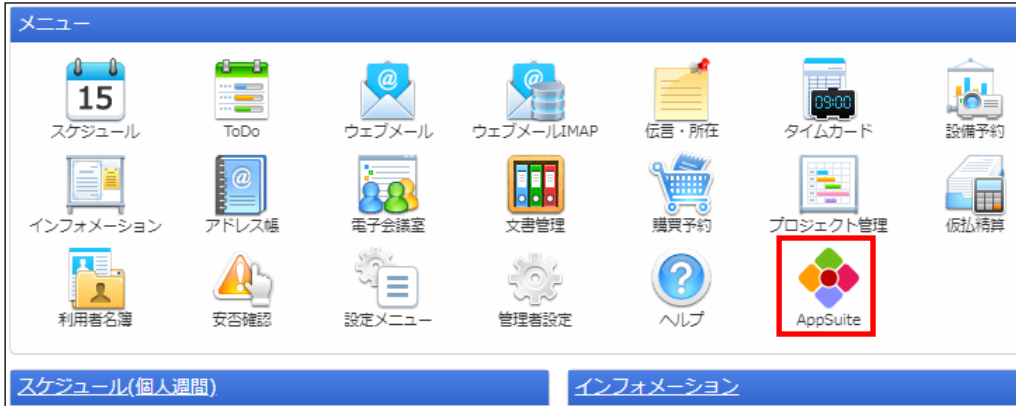 メニュー
15
スケジュール
ToDo
ウェブメール
ウェブメールIMAP
伝言・所在
09:00
タイムカード
設備予約
インフォメーション
アドレス帳
電子会議室
文書管理
購買予約
プロジェクト管理
仮払精算
利用者名簿
安否確認
設定メニュー
管理者設定
ヘルプ
AppSuite
スケジュール(個人週間)
インフォメーション